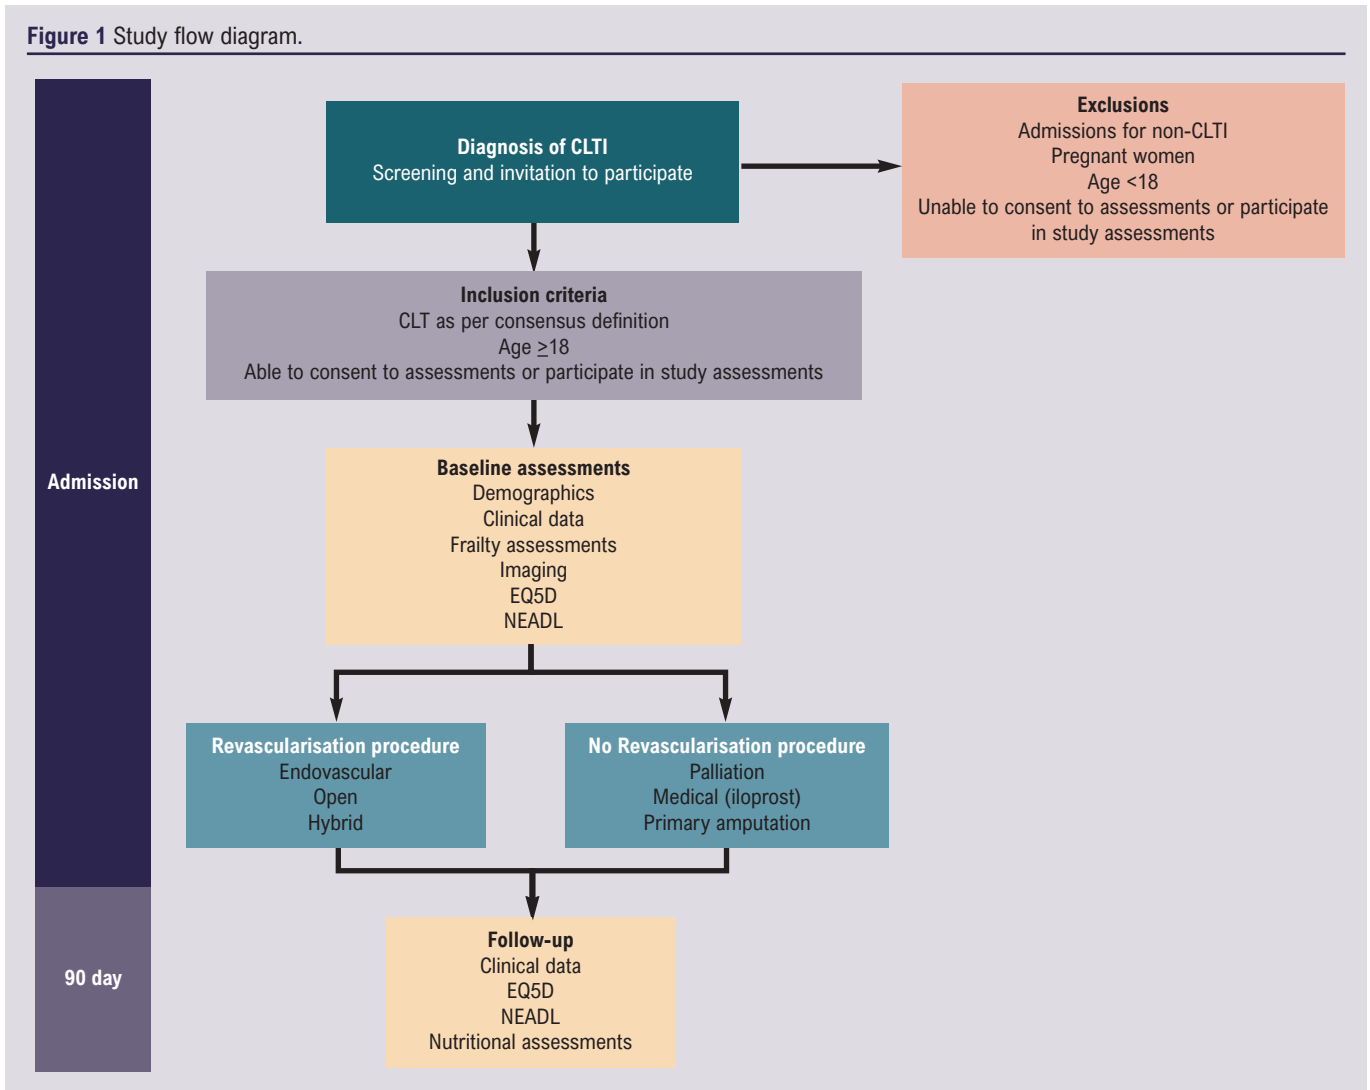 Figure 1 Study flow diagram.
Diagnosis of CLTI
Screening and invitation to participate
Exclusions
Admissions for non-CLTI
Pregnant women
Age <18
Unable to consent to assessments or participate
in study assessments
Inclusion criteria
CLT as per consensus definition
Age ≥18
Able to consent to assessments or participate in study assessments
Admission
Baseline assessments
Demographics
Clinical data
Frailty assessments
Imaging
EQ5D
NEADL
Revascularisation procedure
Endovascular
Open
Hybrid
No Revascularisation procedure
Palliation
Medical (iloprost)
Primary amputation
90 day
Follow-up
Clinical data
EQ5D
NEADL
Nutritional assessments